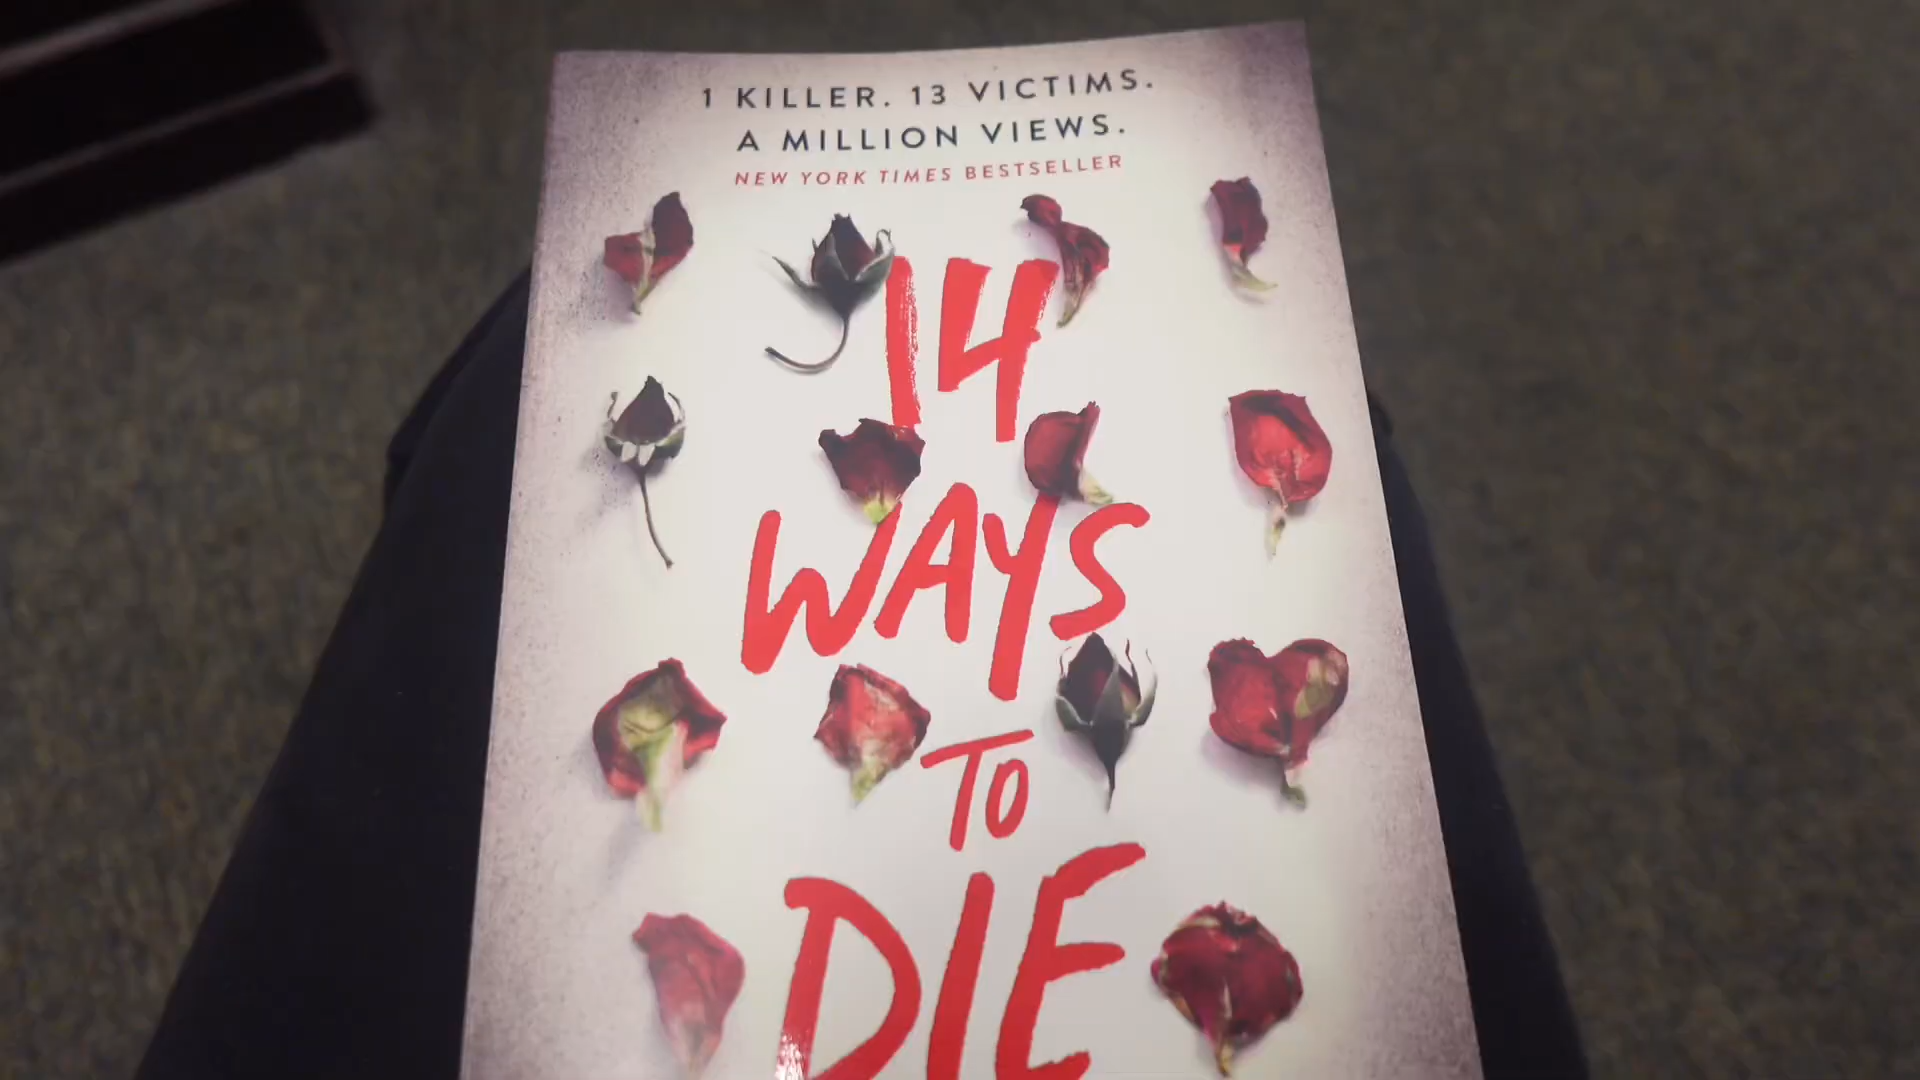 1 KILLER. 13 VICTIMS.
A MILLION VIEWS.
NEW YORK TIMES BESTSELLER
14
WAYS
TO
DIE